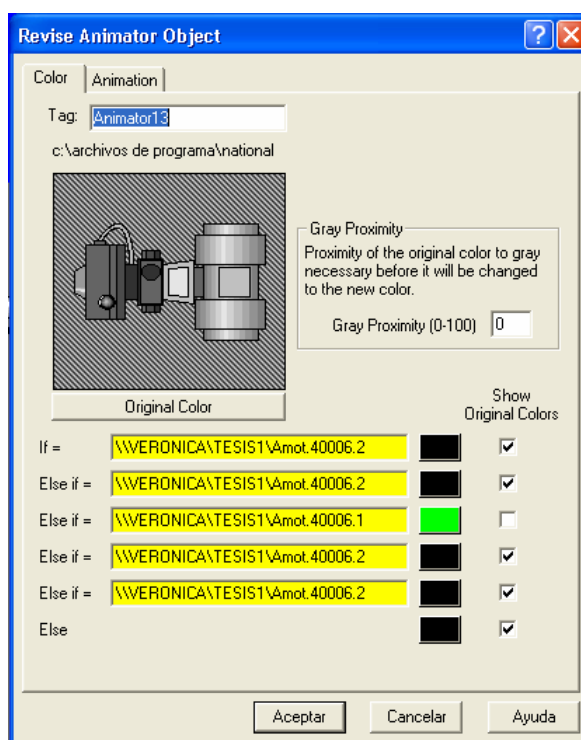 Revise Animator Object
Color Animation
Tag: Animator13
c:\archivos de programa\national
Gray Proximity
Proximity of the original color to gray
necessary before it will be changed
to the new color.
Gray Proximity (0-100) 0
Original Color
Show
Original Colors
If = \\VERONICA\TESIS1\Amot.40006.2
Else if = \\VERONICA\TESIS1\Amot.40006.2
Else if = \\VERONICA\TESIS1\Amot.40006.1
Else if = \\VERONICA\TESIS1\Amot.40006.2
Else if = \\VERONICA\TESIS1\Amot.40006.2
Else
Aceptar Cancelar Ayuda